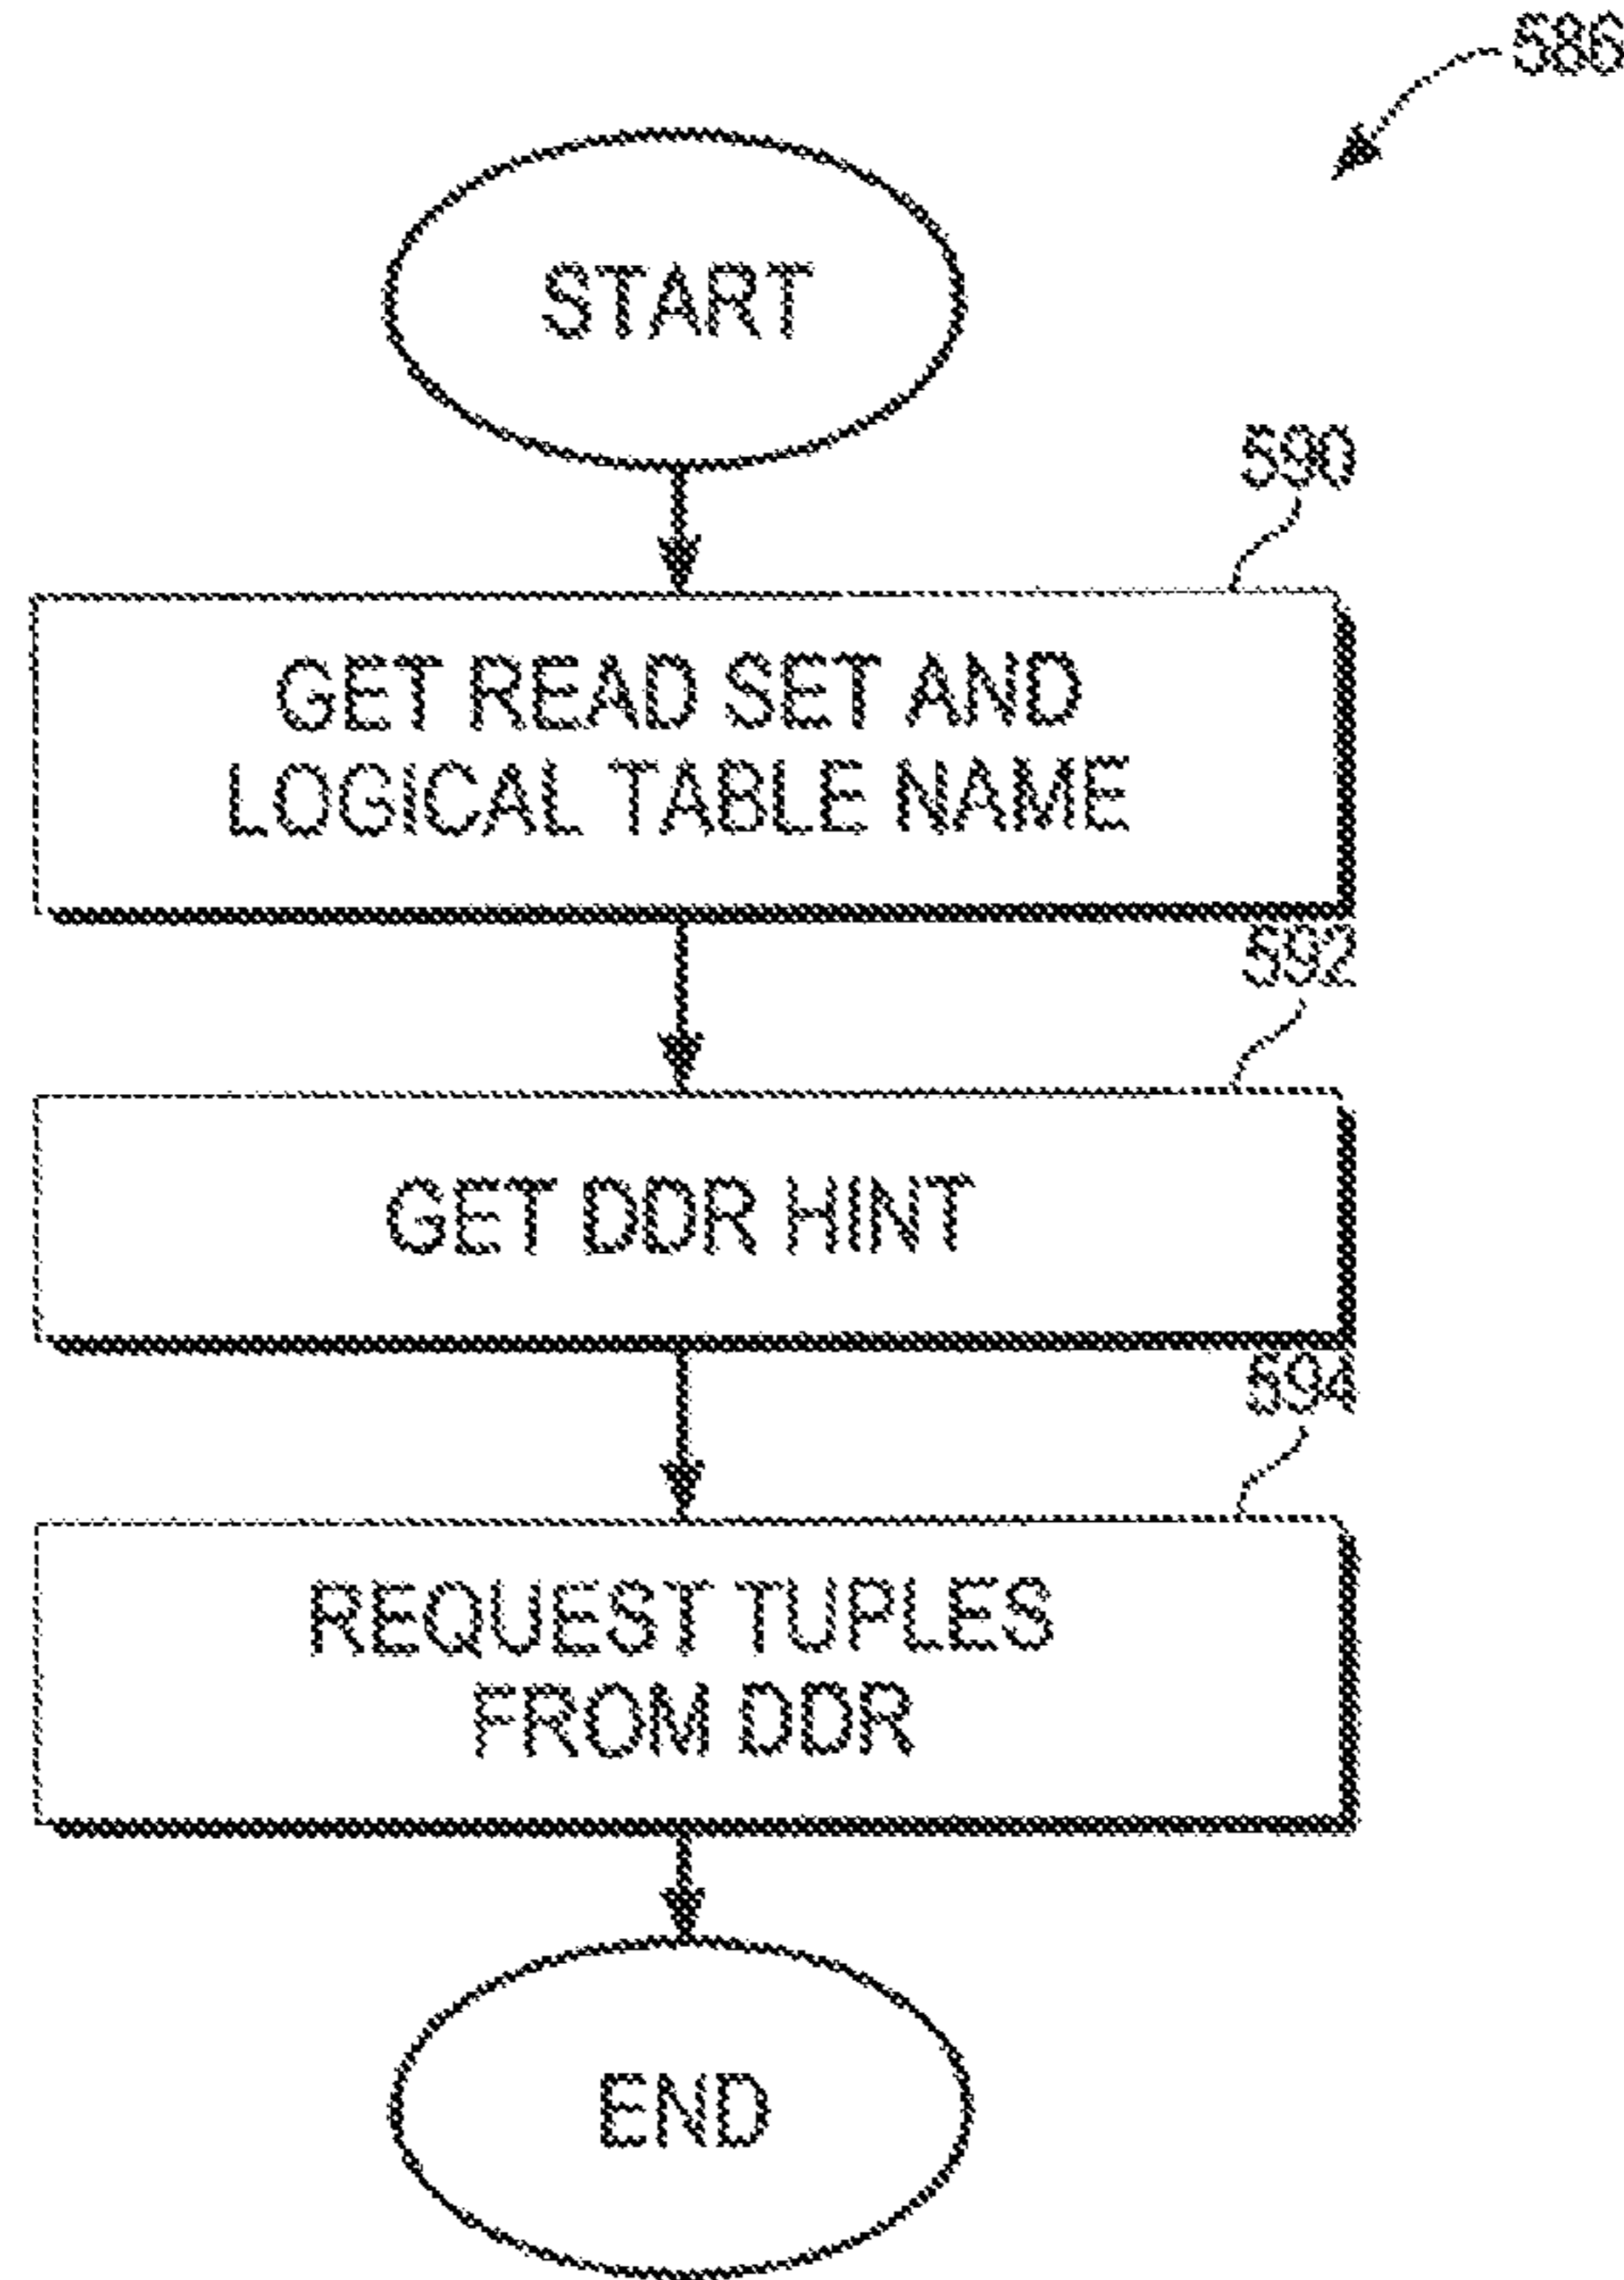 586
START
590
GET READ SET AND
LOGICAL TABLE NAME
592
GET DDR HINT
594
REQUEST TUPLES
FROM DDR
END